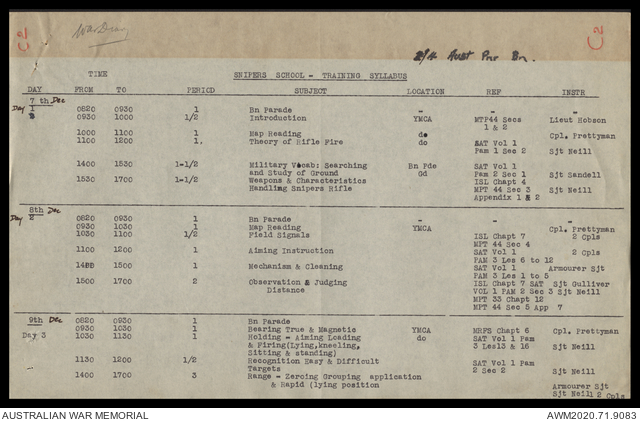 C2
War Diary
C2
2/4 Aust Pnr Bn.
TIME SNIPERS SCHOOL - TRAINING SYLLABUS
DAY FROM TO PERIOD SUBJECT LOCATION REF INSTR
7 th Dec
Day 1 0820 0930 1 Bn Parade - - "
0930 1000 1/2 Introduction YMCA MTP44 Secs Lieut Hobson
1 & 2
1000 1100 1 Map Reading do Cpl. Prettyman
1100 1200 1. Theory of Rifle Fire do SAT Vol 1
Pam 1 Sec 2 Sjt Neill
1400 1530 1-1/2 Military Vocab: Searching Bn Pde SAT Vol 1
and Study of Ground Gd Pam 2 Sec 1 Sjt Sandell
1530 1700 1-1/2 Weapons & Characteristics ISL Chapt 4
Handling Snipers Rifle MPT 44 Sec 3 Sjt Neill
Appendix 1 & 2
8th Dec
Day 2 0820 0930 1 Bn Parade - - "
0930 1030 1 Map Reading YMCA Cpl. Prettyman
1030 1100 1/2 Field Signals ISL Chapt 7 2 Cpls
MPT 44 Sec 4
1100 1200 1 Aiming Instruction SAT Vol 1 2 Cpls
PAM 3 Les 6 to 12
1400 1500 1 Mechanism & Cleaning SAT Vol 1 Armourer Sjt
PAM 3 Les 1 to 5
1500 1700 2 Observation & Judging ISL Chapt 7 SAT Sjt Gulliver
Distance VOL 1 PAM 2 Sec 3 Sjt Neill
MPT 33 Chapt 12
MPT 44 Sec 5 App 7
9th Dec 0820 0930 1 Bn Parade
0930 1030 1 Bearing True & Magnetic YMCA MRFS Chapt 6 Cpl. Prettyman
Day 3 1030 1130 1 Holding - Aiming Loading do SAT Vol 1 Pam
& Firing(Lying,kneeling, 3 Les13 & 16 Sjt Neill
Sitting & standing)
1130 1200 1/2 Recognition Easy & Difficult SAT Vol 1 Pam
Targets 2 Sec 2 Sjt Neill
1400 1700 3 Range - Zeroing Grouping application
& Rapid (lying position Armourer Sjt
Sjt Neill 2 Cpls
AUSTRALIAN WAR MEMORIAL AWM2020.71.9083